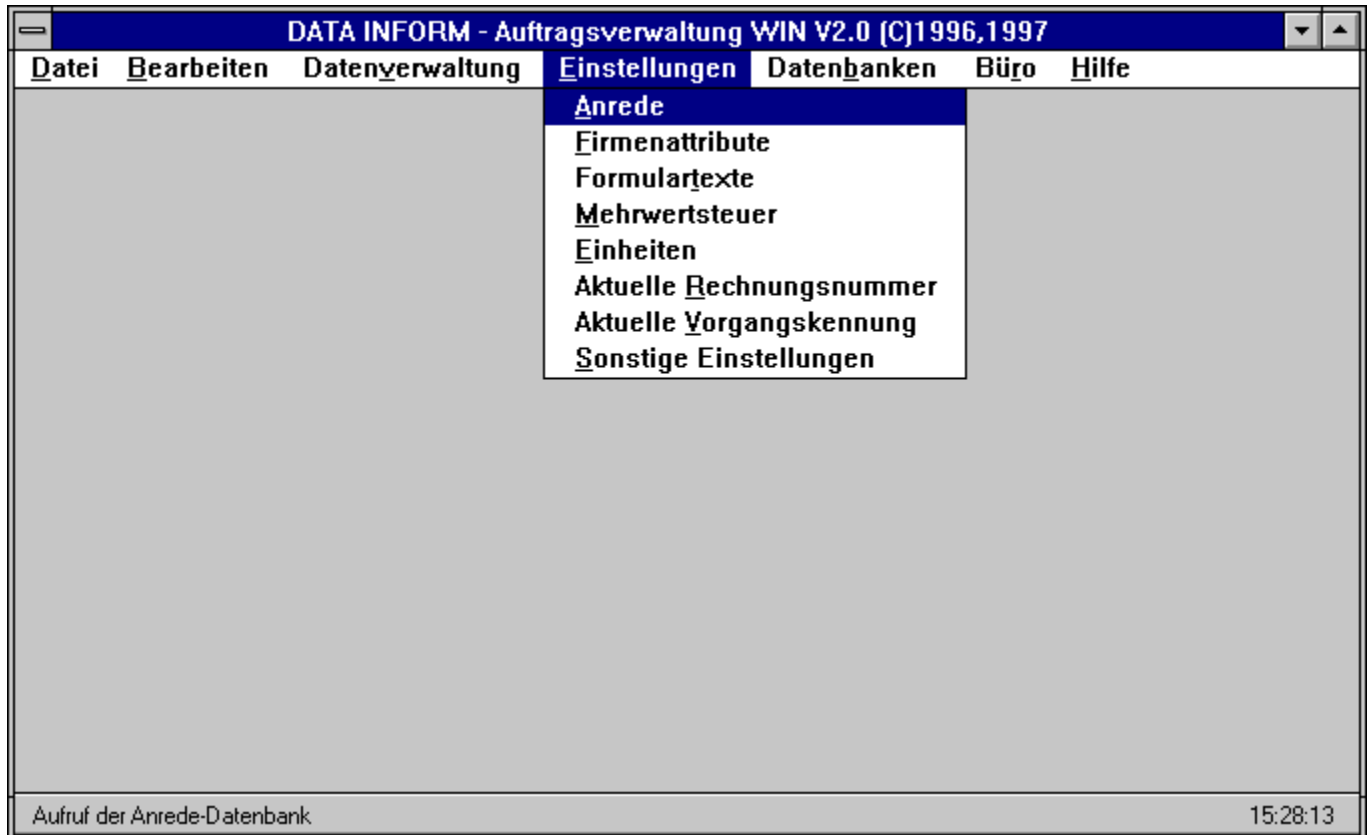 DATA INFORM - Auftragsverwaltung WIN V2.0 (C)1996,1997
Datei Bearbeiten Datenverwaltung Einstellungen Datenbanken Büro Hilfe
Anrede
Firmenattribute
Formulartexte
Mehrwertsteuer
Einheiten
Aktuelle Rechnungsnummer
Aktuelle Vorgangskennung
Sonstige Einstellungen
Aufruf der Anrede-Datenbank 15:28:13